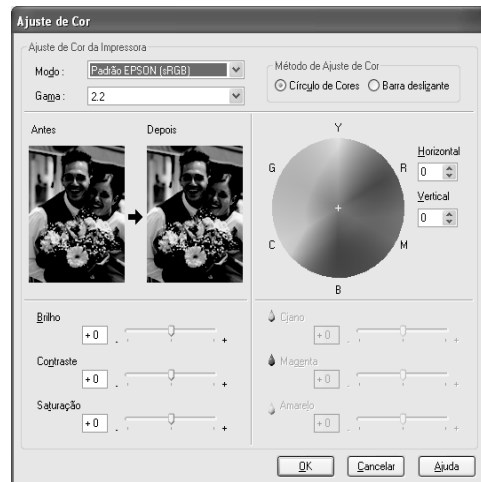 Ajuste de Cor
Ajuste de Cor da Impressora
Modo :
Padrão EPSON (sRGB)
Gama :
2.2
Método de Ajuste de Cor
Círculo de Cores
Barra deslizante
Antes
Depois
Y
G
R
C
M
B
Horizontal
0
Vertical
0
Brilho
+ 0
- +
Contraste
+ 0
- +
Saturação
+ 0
- +
Ciano
+ 0
- +
Magenta
+ 0
- +
Amarelo
+ 0
- +
OK
Cancelar
Ajuda